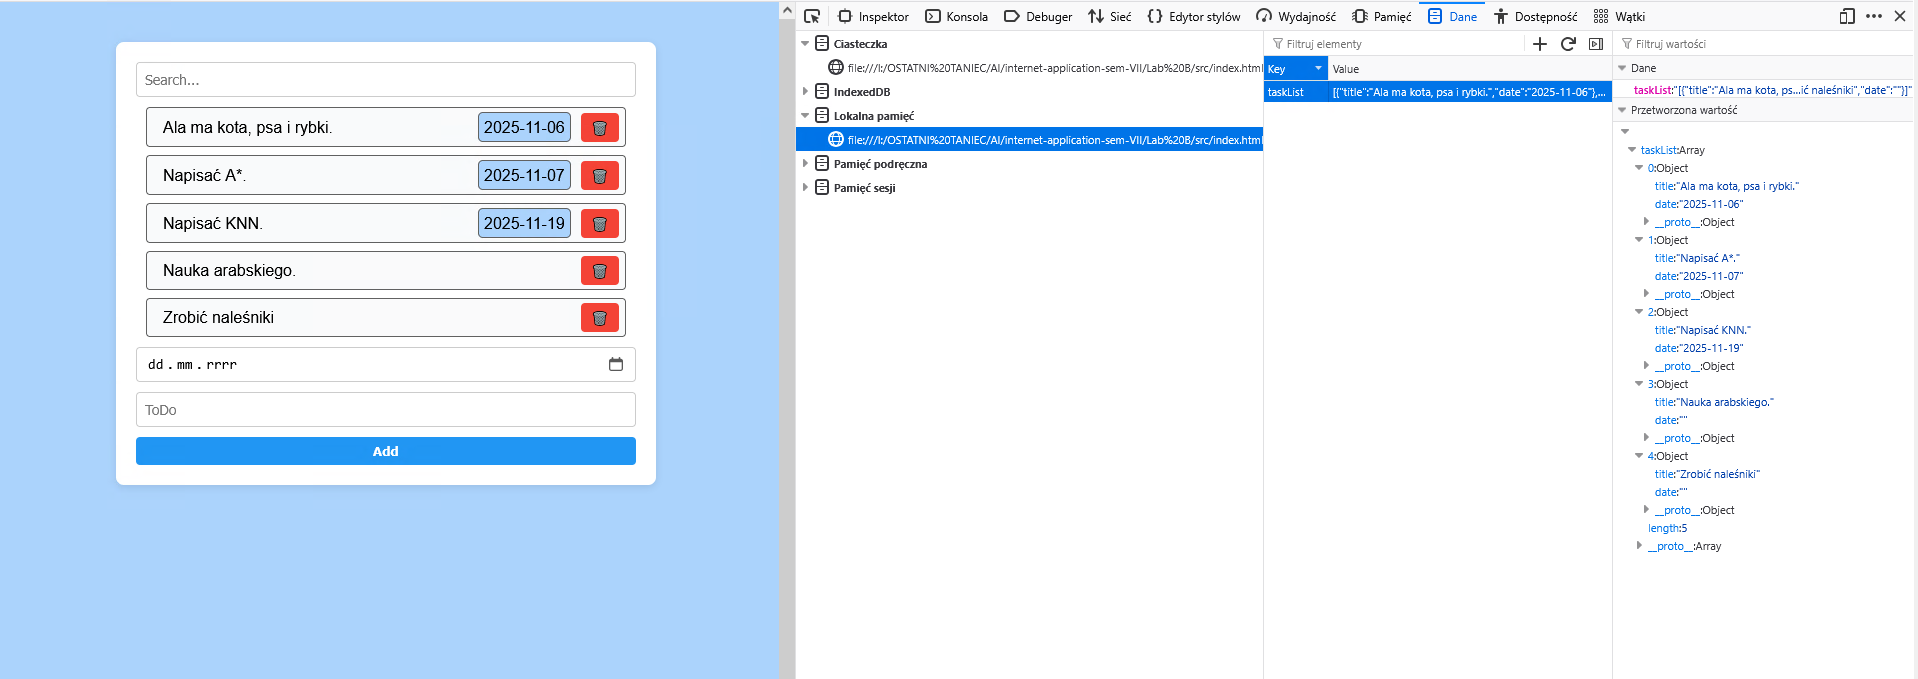 Search...
Ala ma kota, psa i rybki.
2025-11-06
Napisać A*.
2025-11-07
Napisać KNN.
2025-11-19
Nauka arabskiego.
Zrobić naleśniki
dd.mm.rrrr
ToDo
Add
Inspektor Konsola Debuger Sieć {} Edytor stylów Wydajność Pamięć Dane Dostępność Wątki
Ciasteczka
file:///I:/OSTATNI%20TANIEC/AI/internet-application-sem-VII/Lab%20B/src/index.html
IndexedDB
Lokalna pamięć
file:///I:/OSTATNI%20TANIEC/AI/internet-application-sem-VII/Lab%20B/src/index.html
Pamięć podręczna
Pamięć sesji
Filtruj elementy
Key Value
taskList [{"title":"Ala ma kota, psa i rybki.","date":"2025-11-06"},...
Filtruj wartości
Dane
taskList:"[{"title":"Ala ma kota, ps...ić naleśniki","date":""}]"
Przetworzona wartość
taskList:Array
0:Object
title:"Ala ma kota, psa i rybki."
date:"2025-11-06"
__proto__:Object
1:Object
title:"Napisać A*."
date:"2025-11-07"
__proto__:Object
2:Object
title:"Napisać KNN."
date:"2025-11-19"
__proto__:Object
3:Object
title:"Nauka arabskiego."
date:""
__proto__:Object
4:Object
title:"Zrobić naleśniki"
date:""
__proto__:Object
length:5
__proto__:Array